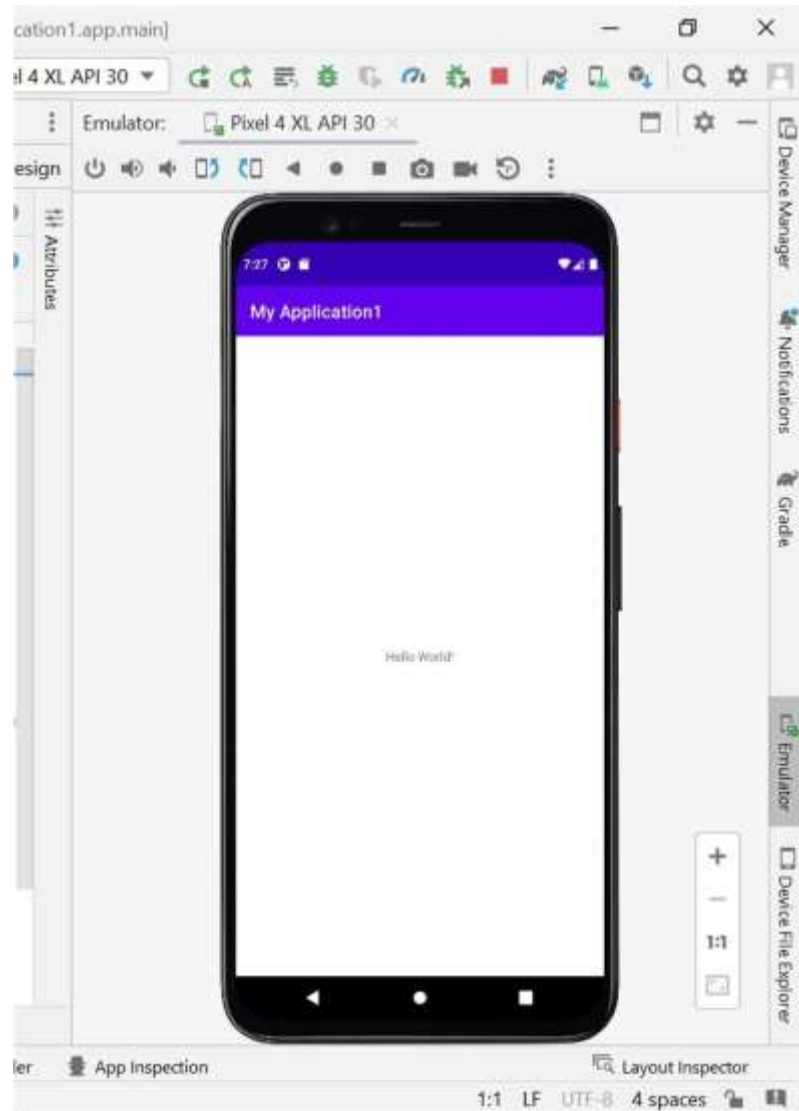 cation1.app.main]
el 4 XL API 30
Emulator: Pixel 4 XL API 30
esign
Attributes
7:27
My Application1
Hello World!
Device Manager
Notifications
Gradle
Emulator
Device File Explorer
1:1
ler App Inspection Layout Inspector
1:1 LF UTF-8 4 spaces